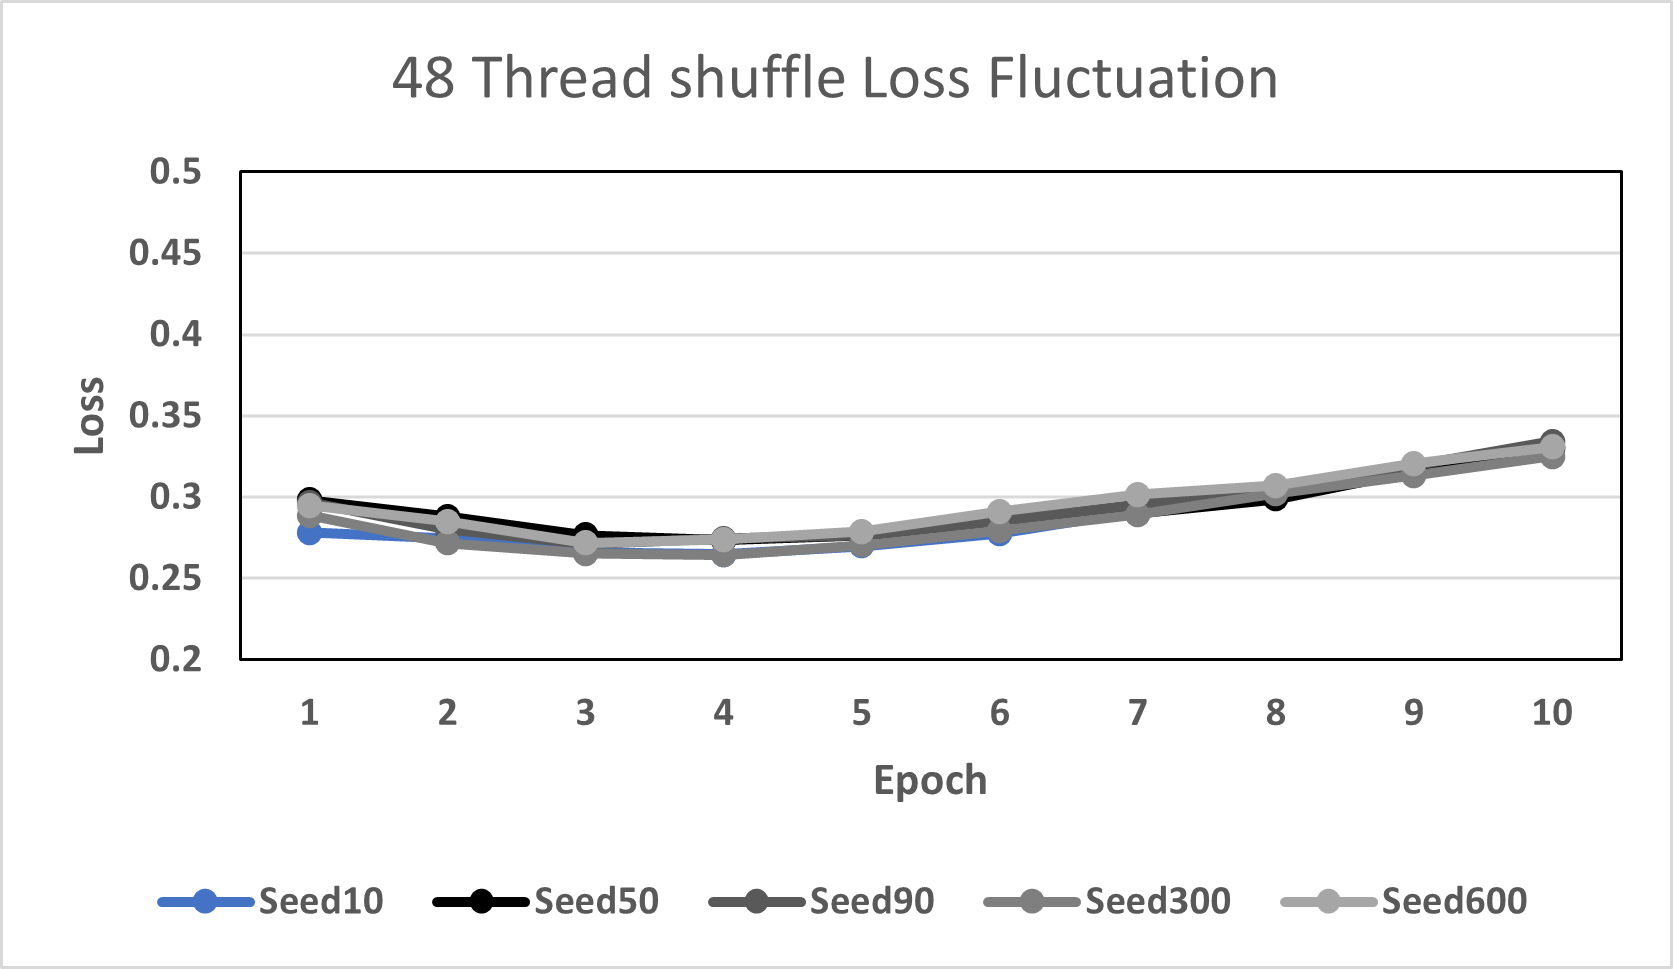 48 Thread shuffle Loss Fluctuation
0.5
0.45
0.4
0.35
0.3
0.25
0.2
Loss
1 2 3 4 5 6 7 8 9 10
Epoch
Seed10 Seed50 Seed90 Seed300 Seed600